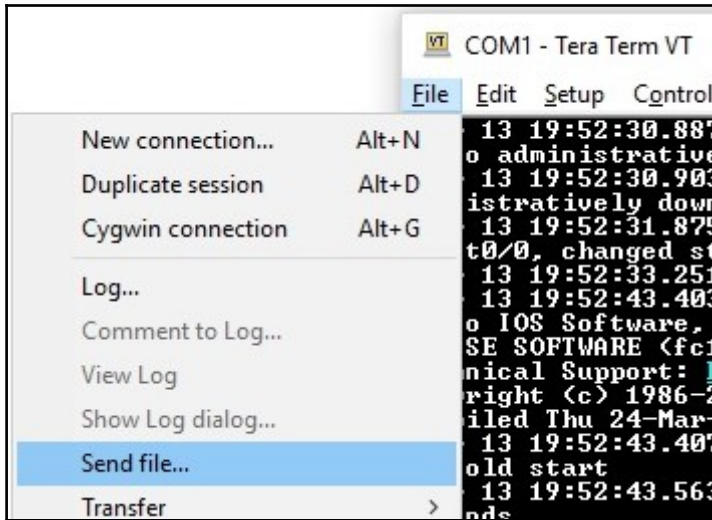 VT COM1 - Tera Term VT
File Edit Setup Control
New connection... Alt+N
Duplicate session Alt+D
Cygwin connection Alt+G
Log...
Comment to Log...
View Log
Show Log dialog...
Send file...
Transfer >
13 19:52:30.887
o administrative
13 19:52:30.903
istratively down
13 19:52:31.875
t0/0, changed st
13 19:52:33.251
13 19:52:43.403
o IOS Software,
SE SOFTWARE (fc1
nical Support:
right (c) 1986-2
iled Thu 24-Mar-
13 19:52:43.407
old start
13 19:52:43.563
nds